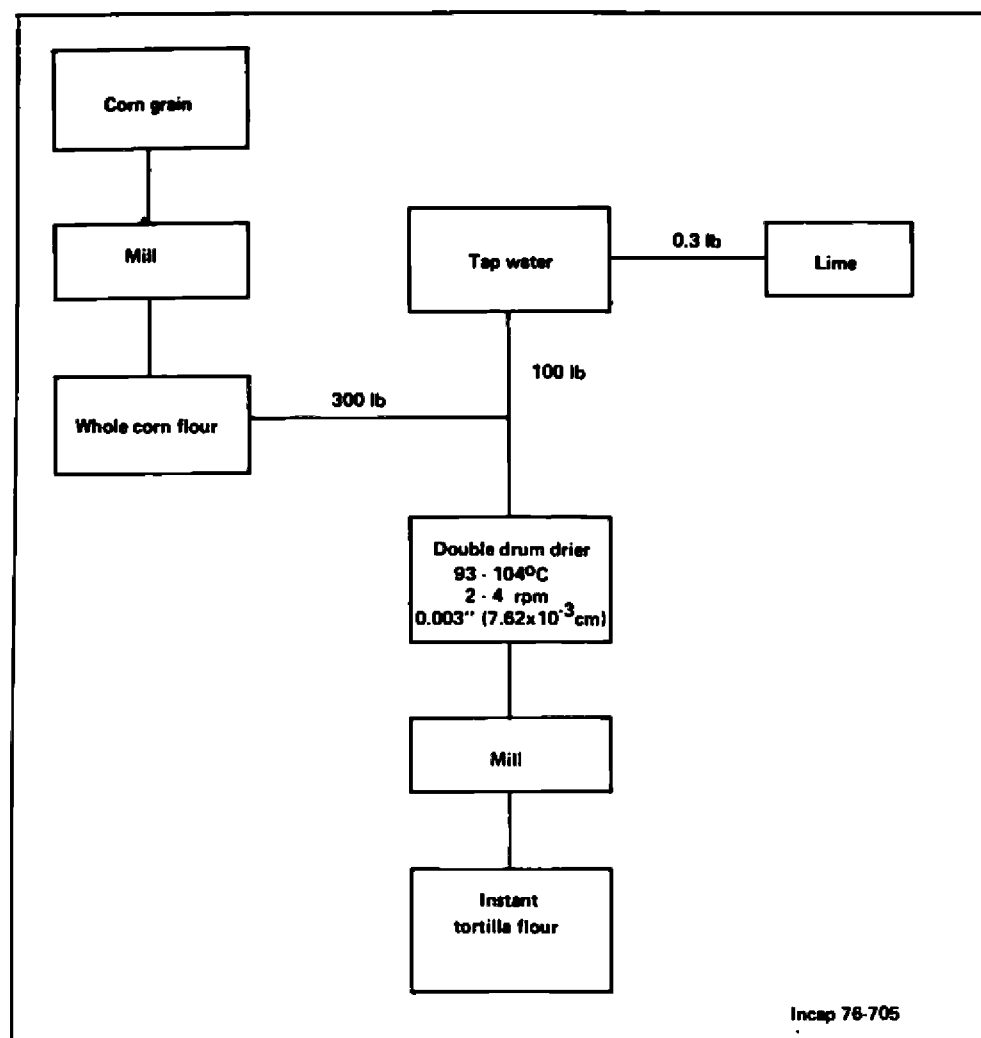 Corn grain
Mill
Whole corn flour
300 lb
Tap water
0.3 lb
Lime
100 lb
Double drum drier
93 - 104⁰C
2 - 4 rpm
0.003" (7.62x10⁻³cm)
Mill
Instant
tortilla flour
Incap 76-705